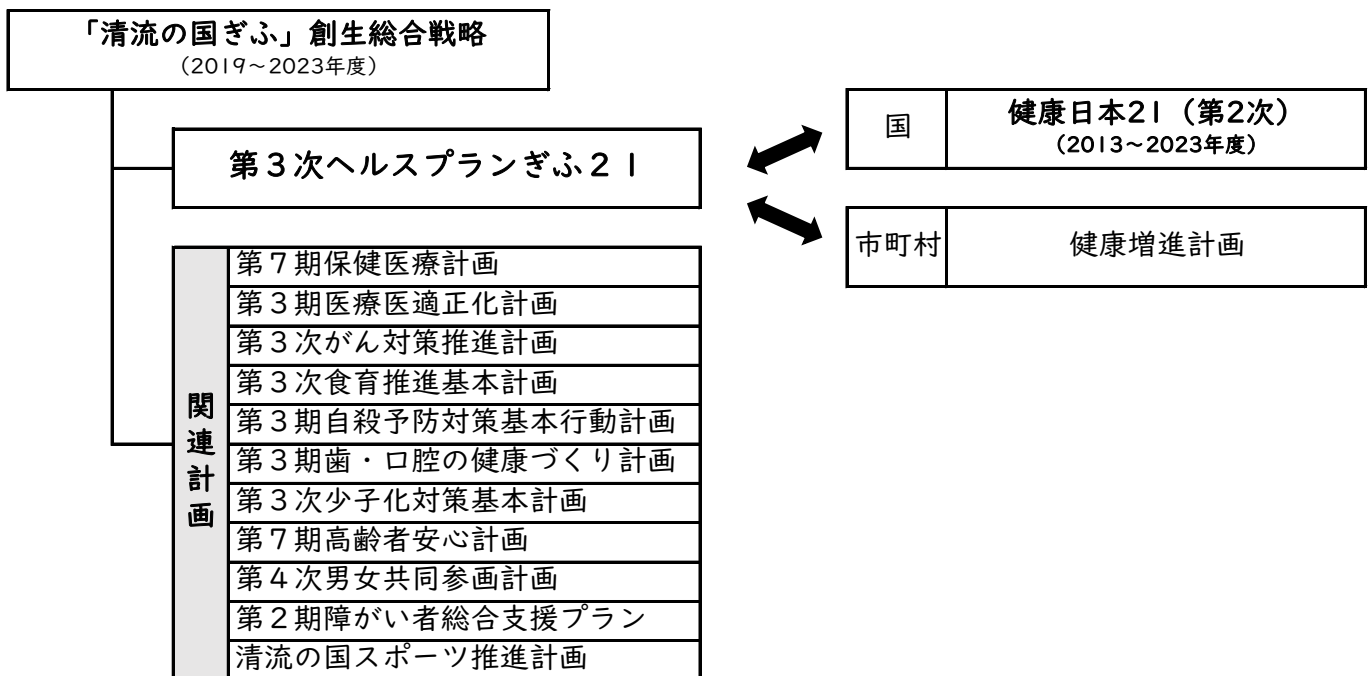 「清流の国ぎふ」創生総合戦略
（2019～2023年度）
第３次ヘルスプランぎふ２１
国
健康日本21（第2次）
（2013～2023年度）
市町村
健康増進計画
関連計画
第７期保健医療計画
第３期医療医適正化計画
第３次がん対策推進計画
第３次食育推進基本計画
第３期自殺予防対策基本行動計画
第３期歯・口腔の健康づくり計画
第３次少子化対策基本計画
第７期高齢者安心計画
第４次男女共同参画計画
第２期障がい者総合支援プラン
清流の国スポーツ推進計画